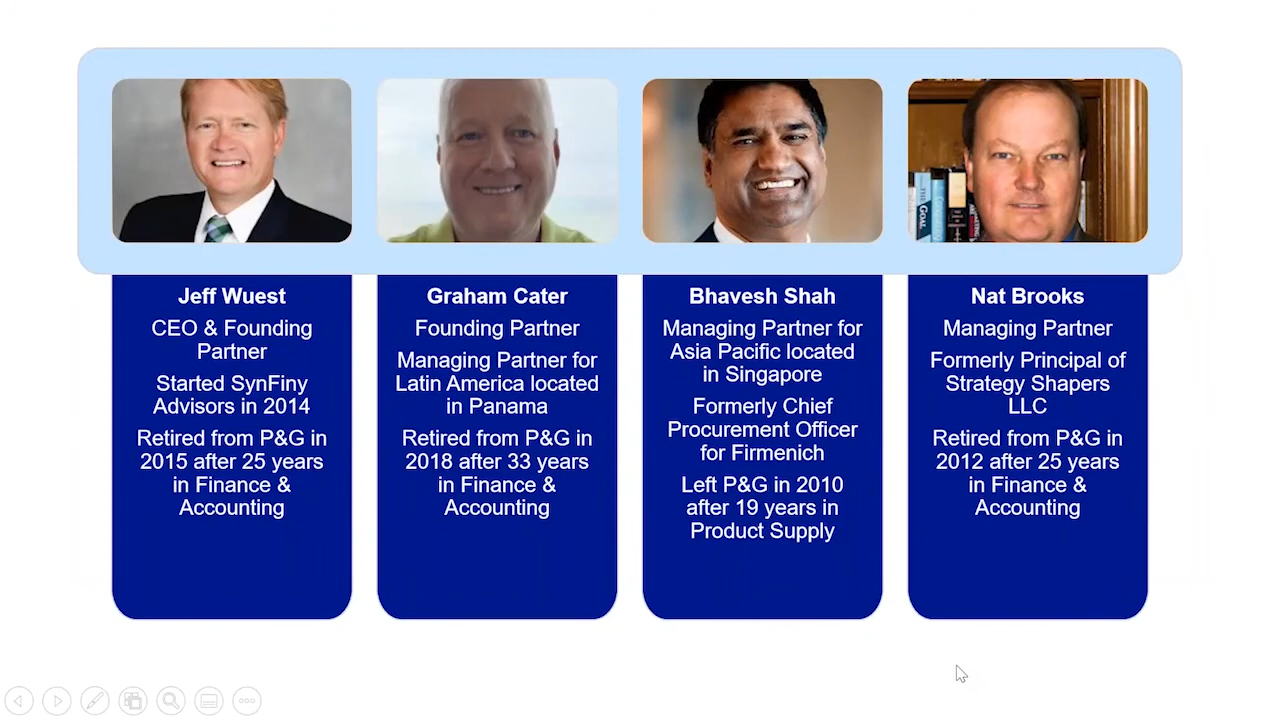 THE GOAL
Jeff Wuest
CEO & Founding
Partner
Started SynFiny
Advisors in 2014
Retired from P&G in
2015 after 25 years
in Finance &
Accounting
Graham Cater
Founding Partner
Managing Partner for
Latin America located
in Panama
Retired from P&G in
2018 after 33 years
in Finance &
Accounting
Bhavesh Shah
Managing Partner for
Asia Pacific located
in Singapore
Formerly Chief
Procurement Officer
for Firmenich
Left P&G in 2010
after 19 years in
Product Supply
Nat Brooks
Managing Partner
Formerly Principal of
Strategy Shapers
LLC
Retired from P&G in
2012 after 25 years
in Finance &
Accounting